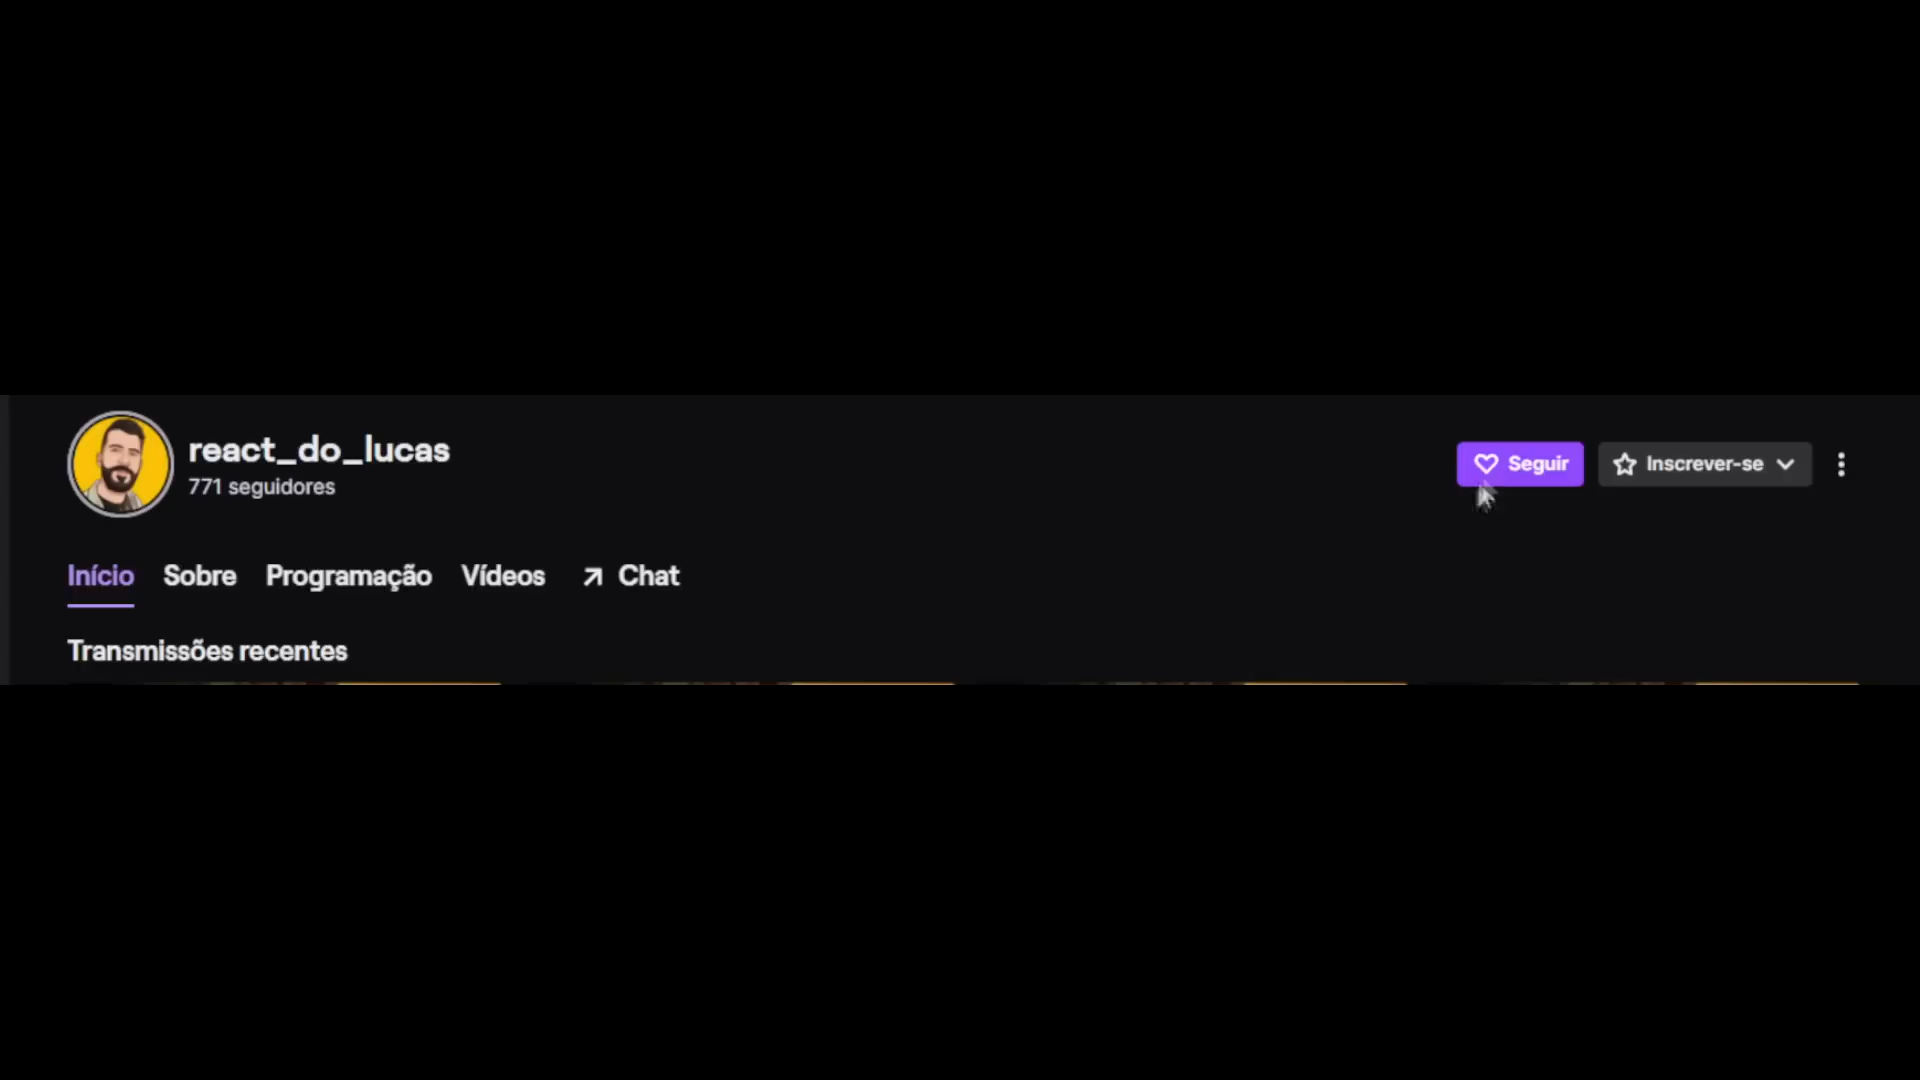 react_do_lucas
771 seguidores
Seguir
Inscrever-se
Início Sobre Programação Vídeos Chat
Transmissões recentes